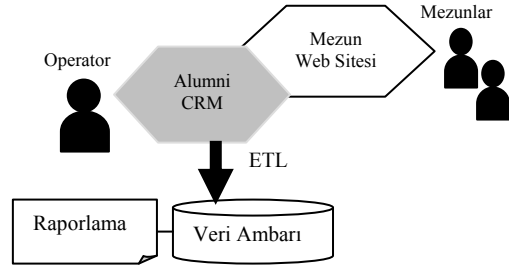 Mezunlar
Mezun
Web Sitesi
Operator
Alumni
CRM
ETL
Raporlama
Veri Ambarı